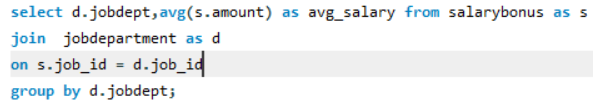 select d.jobdept,avg(s.amount) as avg_salary from salarybonus as s
join  jobdepartment as d
on s.job_id = d.job_id
group by d.jobdept;